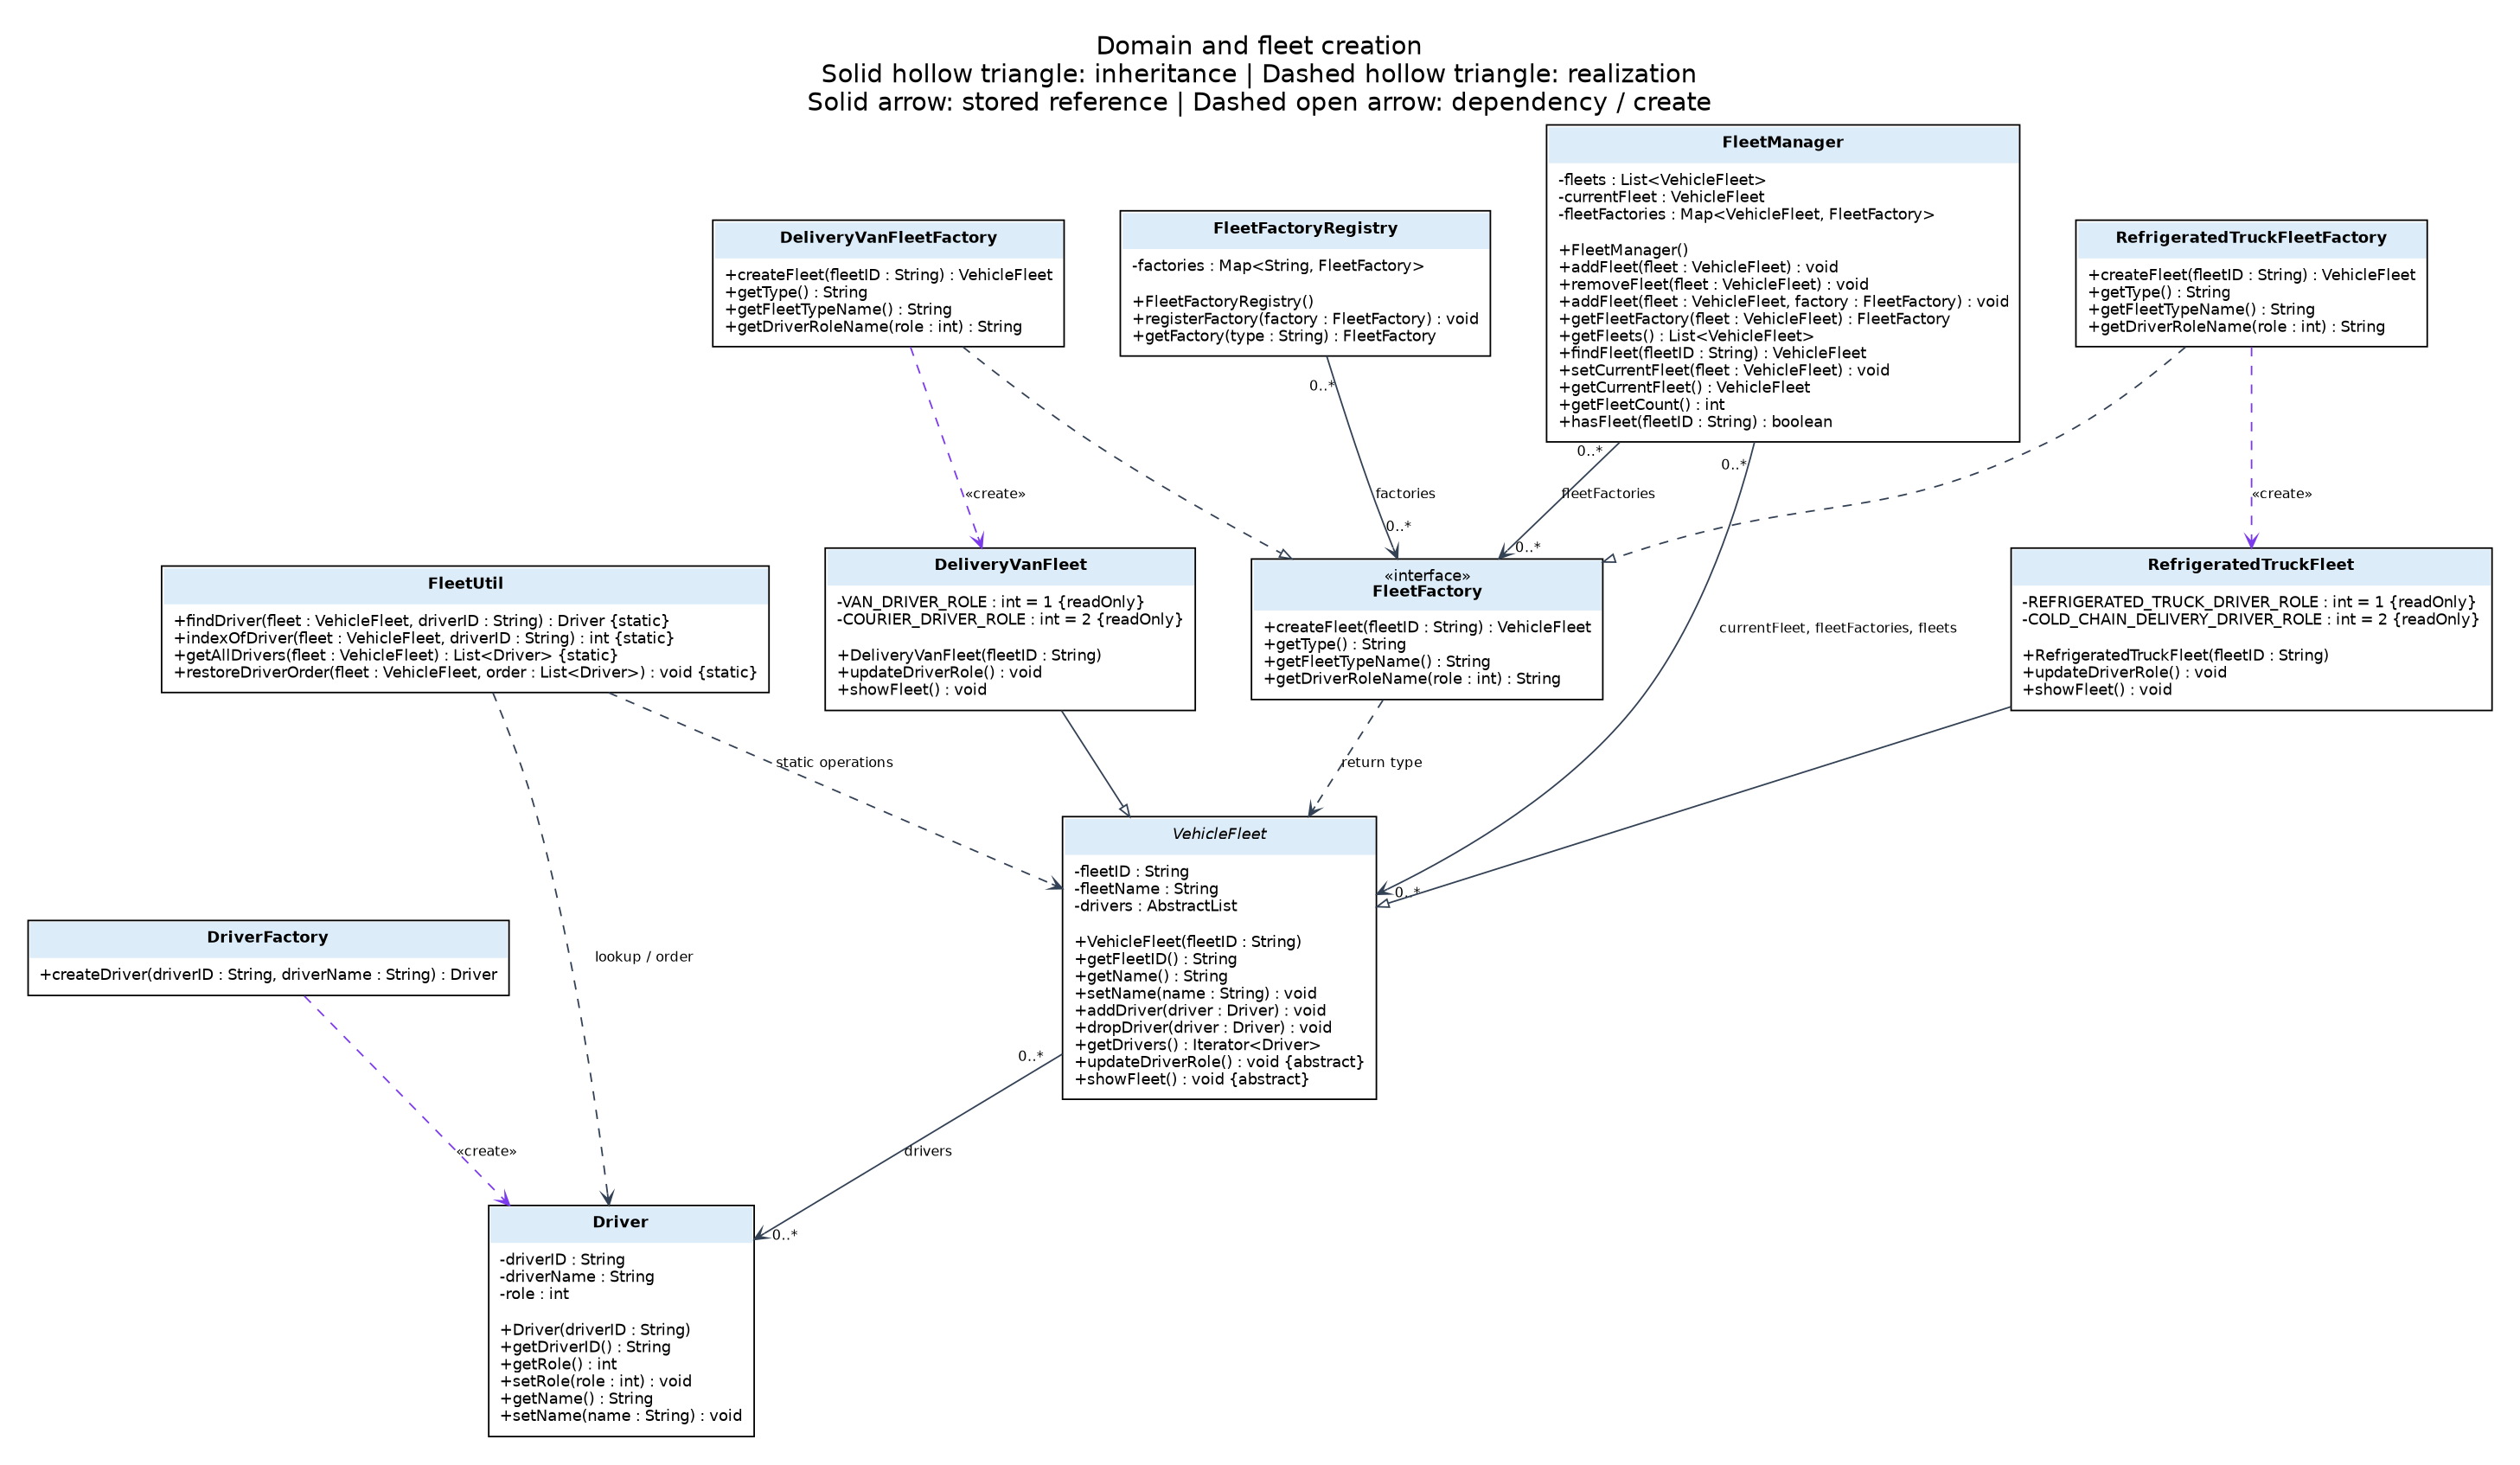 Domain and fleet creation
Solid hollow triangle: inheritance | Dashed hollow triangle: realization
Solid arrow: stored reference | Dashed open arrow: dependency / create
FleetManager
-fleets : List<VehicleFleet>
-currentFleet : VehicleFleet
-fleetFactories : Map<VehicleFleet, FleetFactory>
+FleetManager()
+addFleet(fleet : VehicleFleet) : void
+removeFleet(fleet : VehicleFleet) : void
+addFleet(fleet : VehicleFleet, factory : FleetFactory) : void
+getFleetFactory(fleet : VehicleFleet) : FleetFactory
+getFleets() : List<VehicleFleet>
+findFleet(fleetID : String) : VehicleFleet
+setCurrentFleet(fleet : VehicleFleet) : void
+getCurrentFleet() : VehicleFleet
+getFleetCount() : int
+hasFleet(fleetID : String) : boolean
DeliveryVanFleetFactory
+createFleet(fleetID : String) : VehicleFleet
+getType() : String
+getFleetTypeName() : String
+getDriverRoleName(role : int) : String
FleetFactoryRegistry
-factories : Map<String, FleetFactory>
+FleetFactoryRegistry()
+registerFactory(factory : FleetFactory) : void
+getFactory(type : String) : FleetFactory
RefrigeratedTruckFleetFactory
+createFleet(fleetID : String) : VehicleFleet
+getType() : String
+getFleetTypeName() : String
+getDriverRoleName(role : int) : String
0..*
0..*
0..*
«create»
factories
fleetFactories
«create»
0..*
0..*
FleetUtil
+findDriver(fleet : VehicleFleet, driverID : String) : Driver {static}
+indexOfDriver(fleet : VehicleFleet, driverID : String) : int {static}
+getAllDrivers(fleet : VehicleFleet) : List<Driver> {static}
+restoreDriverOrder(fleet : VehicleFleet, order : List<Driver>) : void {static}
DeliveryVanFleet
-VAN_DRIVER_ROLE : int = 1 {readOnly}
-COURIER_DRIVER_ROLE : int = 2 {readOnly}
+DeliveryVanFleet(fleetID : String)
+updateDriverRole() : void
+showFleet() : void
«interface»
FleetFactory
+createFleet(fleetID : String) : VehicleFleet
+getType() : String
+getFleetTypeName() : String
+getDriverRoleName(role : int) : String
currentFleet, fleetFactories, fleets
RefrigeratedTruckFleet
-REFRIGERATED_TRUCK_DRIVER_ROLE : int = 1 {readOnly}
-COLD_CHAIN_DELIVERY_DRIVER_ROLE : int = 2 {readOnly}
+RefrigeratedTruckFleet(fleetID : String)
+updateDriverRole() : void
+showFleet() : void
static operations
return type
VehicleFleet
-fleetID : String
-fleetName : String
-drivers : AbstractList
+VehicleFleet(fleetID : String)
+getFleetID() : String
+getName() : String
+setName(name : String) : void
+addDriver(driver : Driver) : void
+dropDriver(driver : Driver) : void
+getDrivers() : Iterator<Driver>
+updateDriverRole() : void {abstract}
+showFleet() : void {abstract}
0..*
DriverFactory
+createDriver(driverID : String, driverName : String) : Driver
lookup / order
0..*
«create»
drivers
0..*
Driver
-driverID : String
-driverName : String
-role : int
+Driver(driverID : String)
+getDriverID() : String
+getRole() : int
+setRole(role : int) : void
+getName() : String
+setName(name : String) : void